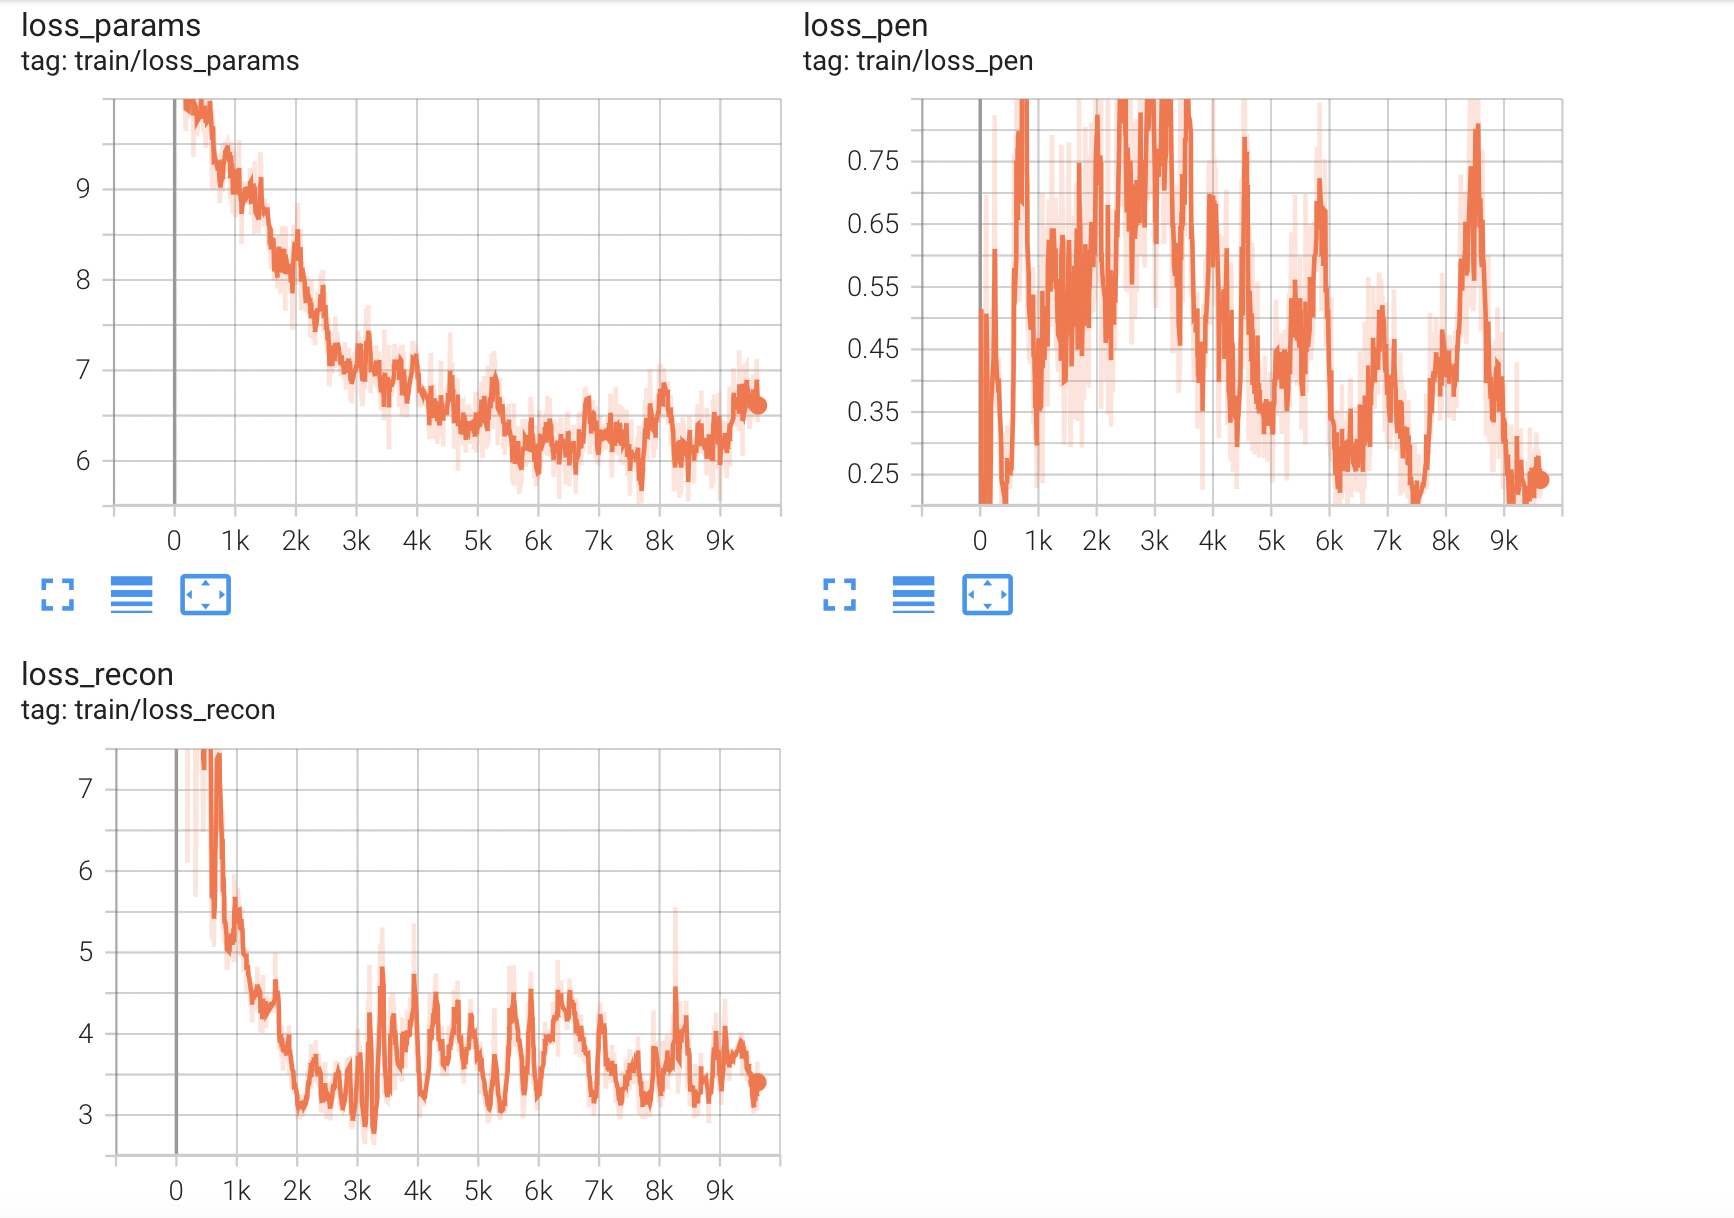 loss_params
tag: train/loss_params
9
8
7
6
0 1k 2k 3k 4k 5k 6k 7k 8k 9k
loss_pen
tag: train/loss_pen
0.75
0.65
0.55
0.45
0.35
0.25
0 1k 2k 3k 4k 5k 6k 7k 8k 9k
loss_recon
tag: train/loss_recon
7
6
5
4
3
0 1k 2k 3k 4k 5k 6k 7k 8k 9k